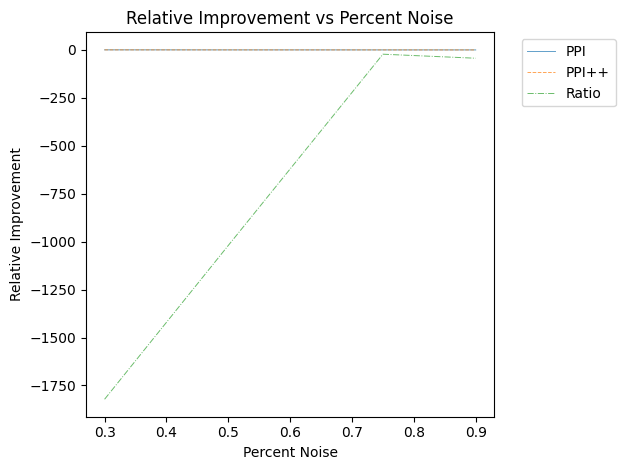 Relative Improvement vs Percent Noise
0
−250
−500
−750
−1000
−1250
−1500
−1750
Relative Improvement
0.3 0.4 0.5 0.6 0.7 0.8 0.9
Percent Noise
PPI
PPI++
Ratio